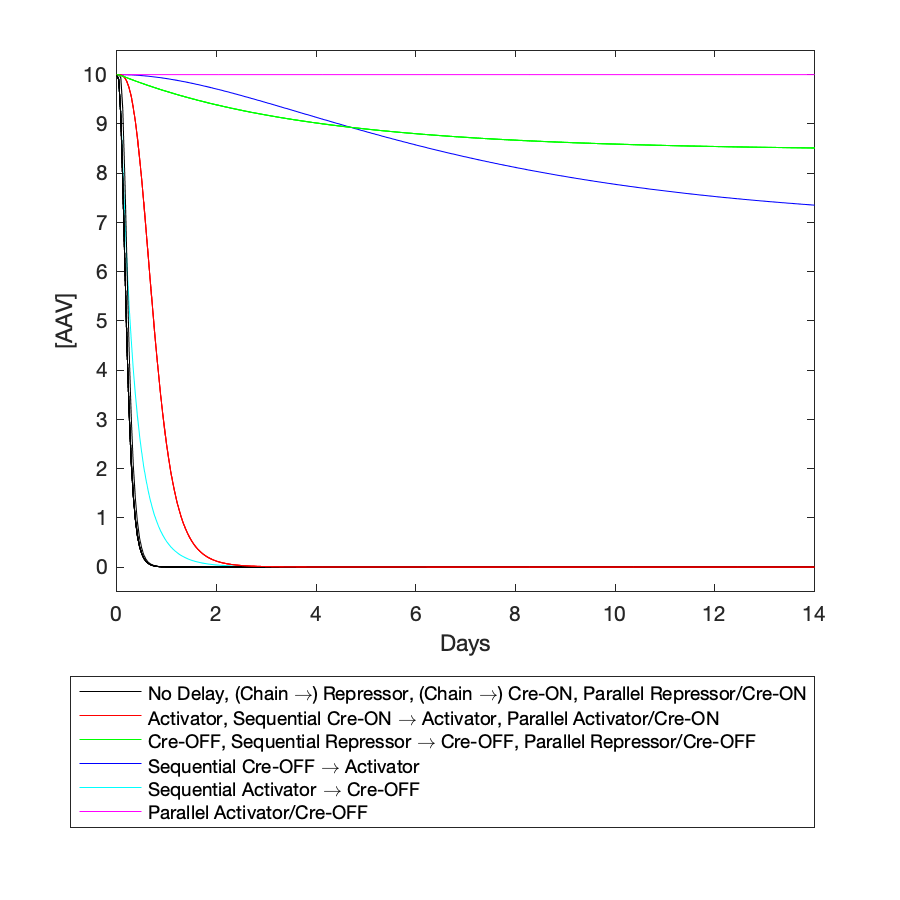 10
9
8
7
6
5
4
3
2
1
0
[AAV]
0 2 4 6 8 10 12 14
Days
No Delay, (Chain →) Repressor, (Chain →) Cre-ON, Parallel Repressor/Cre-ON
Activator, Sequential Cre-ON → Activator, Parallel Activator/Cre-ON
Cre-OFF, Sequential Repressor → Cre-OFF, Parallel Repressor/Cre-OFF
Sequential Cre-OFF → Activator
Sequential Activator → Cre-OFF
Parallel Activator/Cre-OFF